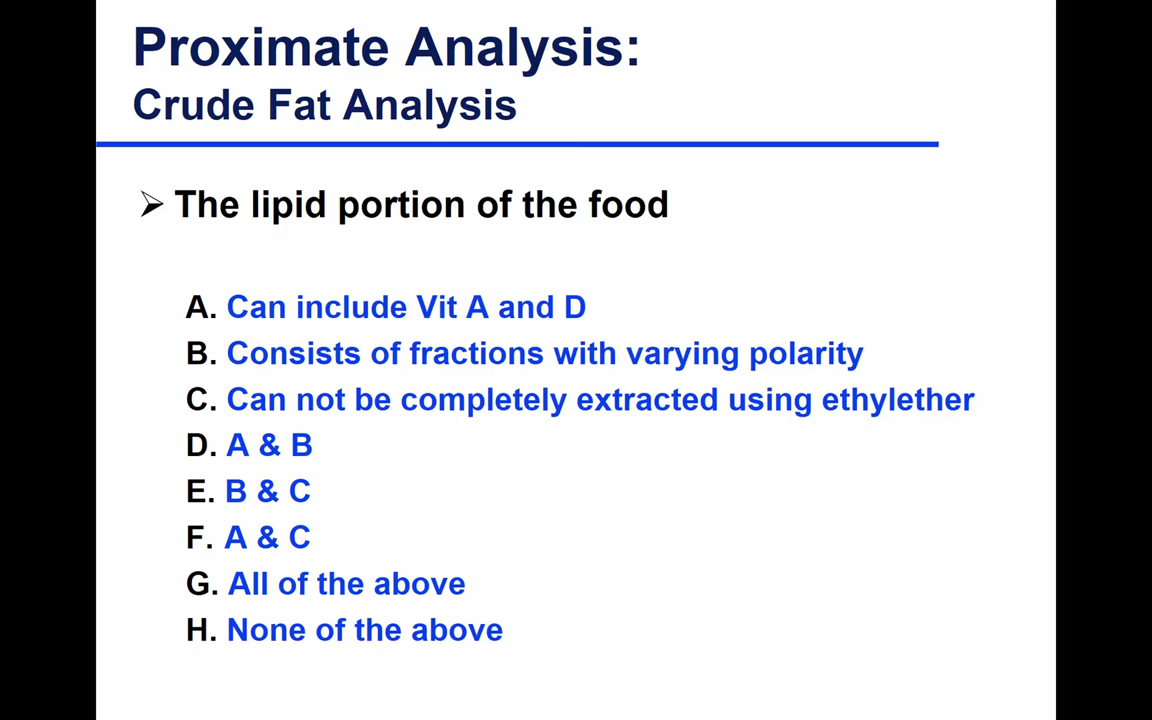 Proximate Analysis:
Crude Fat Analysis
➢ The lipid portion of the food
A. Can include Vit A and D
B. Consists of fractions with varying polarity
C. Can not be completely extracted using ethylether
D. A & B
E. B & C
F. A & C
G. All of the above
H. None of the above